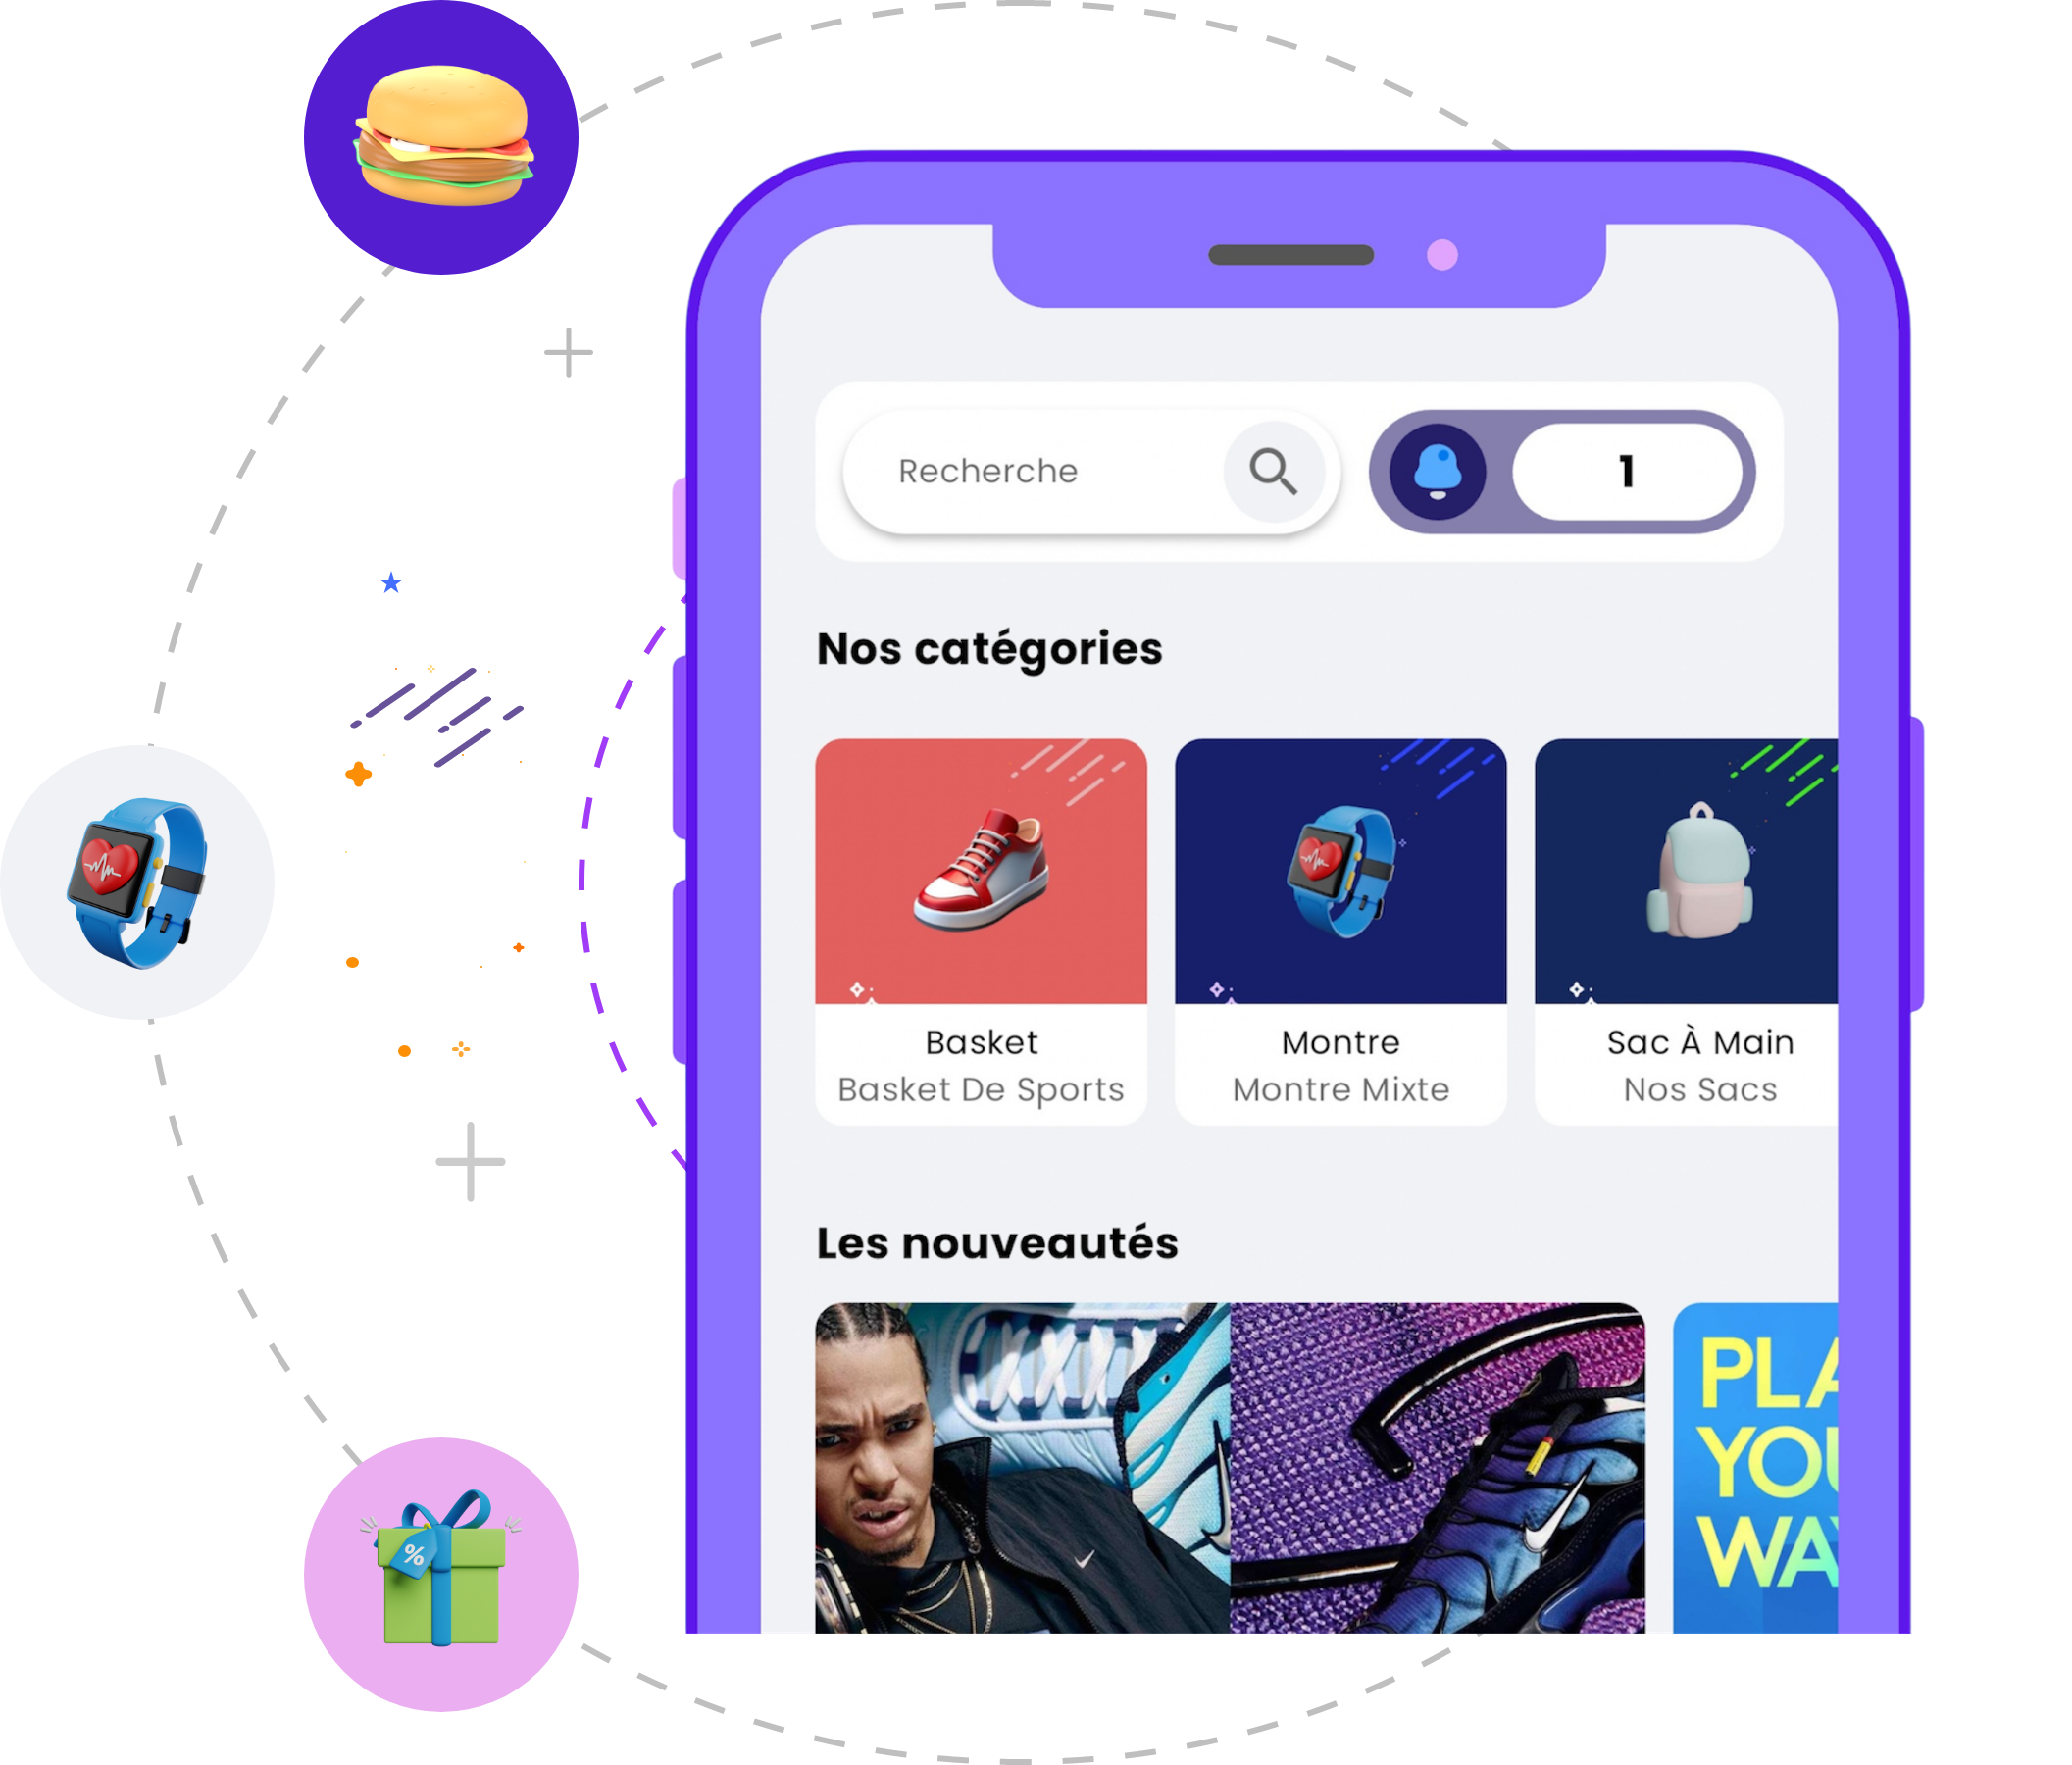 Recherche
1
Nos catégories
Basket
Basket De Sports
Montre
Montre Mixte
Sac À Main
Nos Sacs
Les nouveautés
PLA
YOU
WAY
%